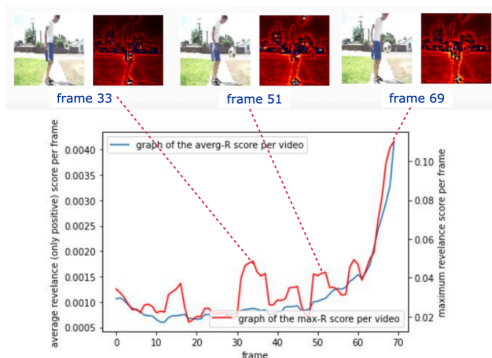 frame 33
frame 51
frame 69
graph of the averg-R score per video
graph of the max-R score per video
average revelance (only positive) score per frame
maximum revelance score per frame
0.0040
0.0035
0.0030
0.0025
0.0020
0.0015
0.0010
0.0005
0.10
0.08
0.06
0.04
0.02
0 10 20 30 40 50 60 70
frame